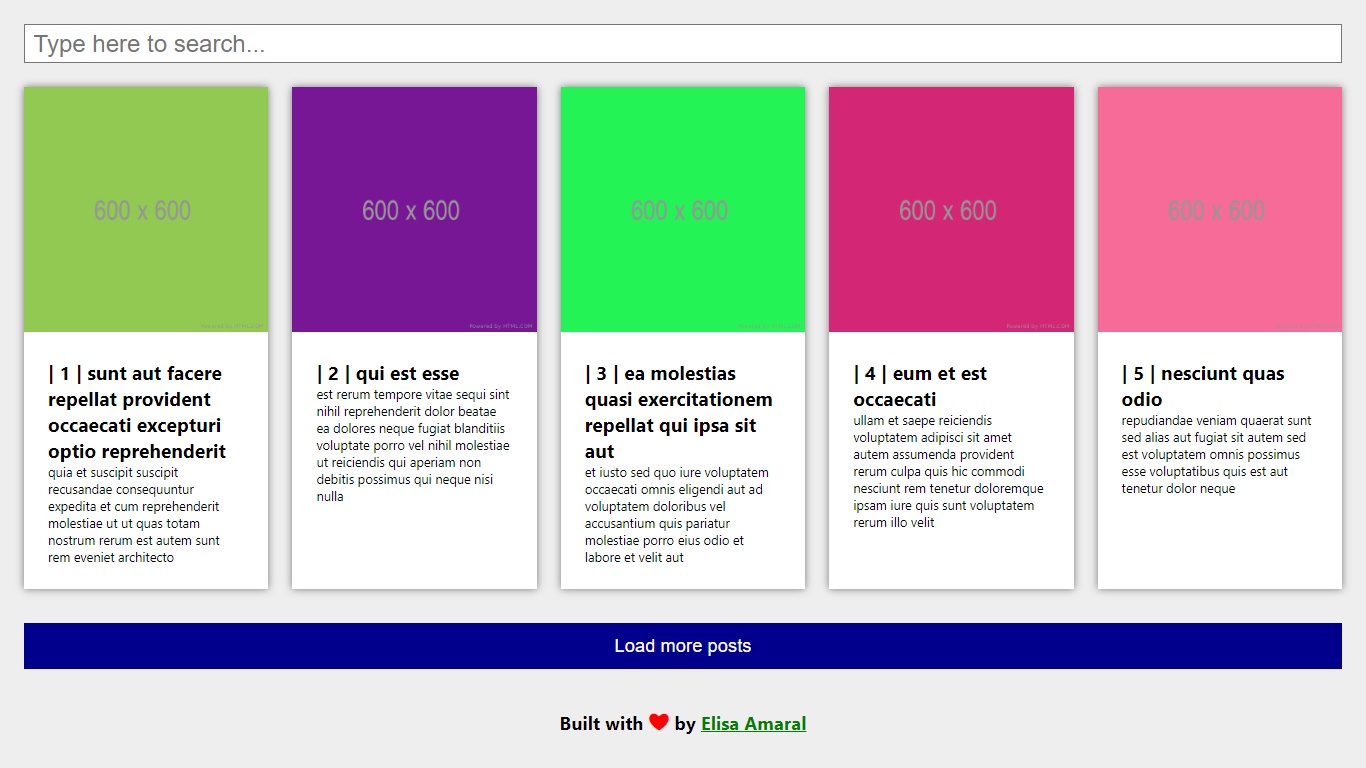 Type here to search...
600 x 600
600 x 600
600 x 600
600 x 600
600 x 600
Powered by HTML.COM
Powered by HTML.COM
| 1 | sunt aut facere
repellat provident
occaecati excepturi
optio reprehenderit
quia et suscipit suscipit
recusandae consequuntur
expedita et cum reprehenderit
molestiae ut ut quas totam
nostrum rerum est autem sunt
rem eveniet architecto
| 2 | qui est esse
est rerum tempore vitae sequi sint
nihil reprehenderit dolor beatae
ea dolores neque fugiat blanditiis
voluptate porro vel nihil molestiae
ut reiciendis qui aperiam non
debitis possimus qui neque nisi
nulla
| 3 | ea molestias
quasi exercitationem
repellat qui ipsa sit
aut
et iusto sed quo iure voluptatem
occaecati omnis eligendi aut ad
voluptatem doloribus vel
accusantium quis pariatur
molestiae porro eius odio et
labore et velit aut
| 4 | eum et est
occaecati
ullam et saepe reiciendis
voluptatem adipisci sit amet
autem assumenda provident
rerum culpa quis hic commodi
nesciunt rem tenetur doloremque
ipsam iure quis sunt voluptatem
rerum illo velit
| 5 | nesciunt quas
odio
repudiandae veniam quaerat sunt
sed alias aut fugiat sit autem sed
est voluptatem omnis possimus
esse voluptatibus quis est aut
tenetur dolor neque
Load more posts
Built with ❤ by Elisa Amaral